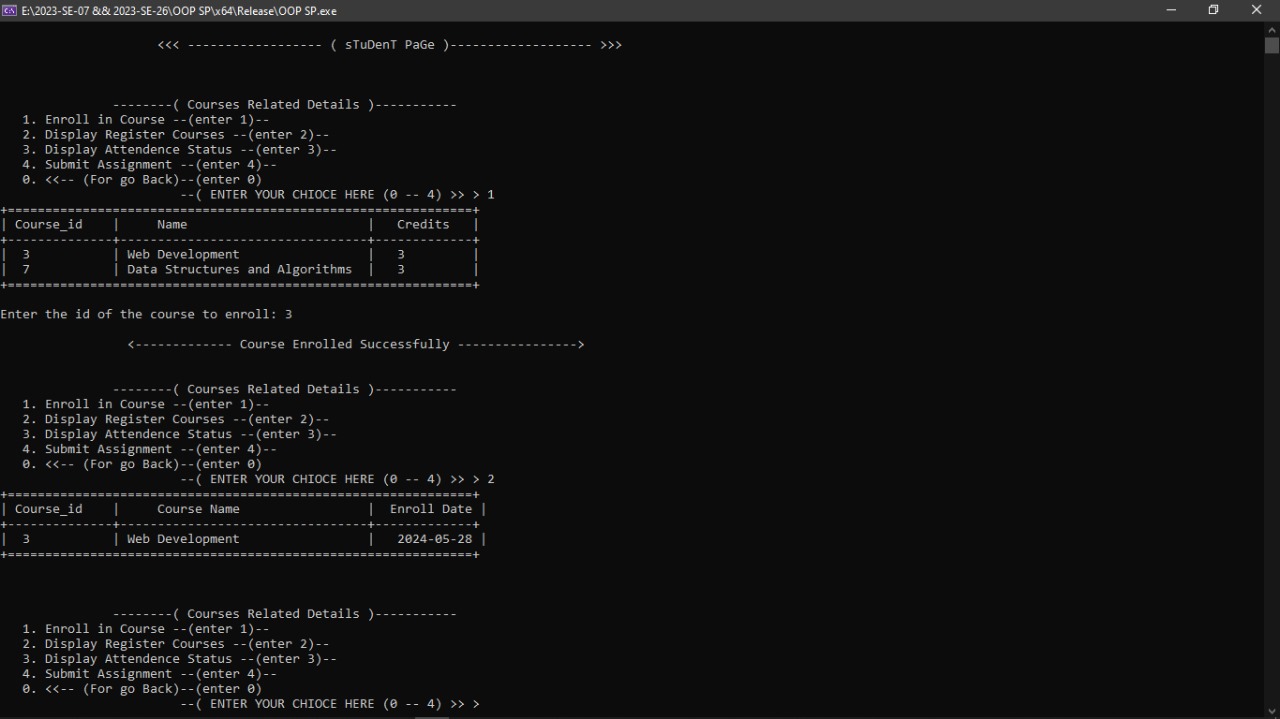 E:\2023-SE-07 && 2023-SE-26\OOP SP\x64\Release\OOP SP.exe
<<< ------------------ ( sTuDenT PaGe )------------------- >>>
--------( Courses Related Details )-----------
1. Enroll in Course --(enter 1)--
2. Display Register Courses --(enter 2)--
3. Display Attendence Status --(enter 3)--
4. Submit Assignment --(enter 4)--
0. <<-- (For go Back)--(enter 0)
--( ENTER YOUR CHIOCE HERE (0 -- 4) >> > 1
+==============================================================+
| Course_id    |     Name                        |   Credits   |
+--------------+---------------------------------+-------------+
|  3           | Web Development                 |   3         |
|  7           | Data Structures and Algorithms  |   3         |
+==============================================================+
Enter the id of the course to enroll: 3
<------------- Course Enrolled Successfully ---------------->
--------( Courses Related Details )-----------
1. Enroll in Course --(enter 1)--
2. Display Register Courses --(enter 2)--
3. Display Attendence Status --(enter 3)--
4. Submit Assignment --(enter 4)--
0. <<-- (For go Back)--(enter 0)
--( ENTER YOUR CHIOCE HERE (0 -- 4) >> > 2
+==============================================================+
| Course_id    |     Course Name                 |  Enroll Date |
+--------------+---------------------------------+-------------+
|  3           | Web Development                 |   2024-05-28 |
+==============================================================+
--------( Courses Related Details )-----------
1. Enroll in Course --(enter 1)--
2. Display Register Courses --(enter 2)--
3. Display Attendence Status --(enter 3)--
4. Submit Assignment --(enter 4)--
0. <<-- (For go Back)--(enter 0)
--( ENTER YOUR CHIOCE HERE (0 -- 4) >> >